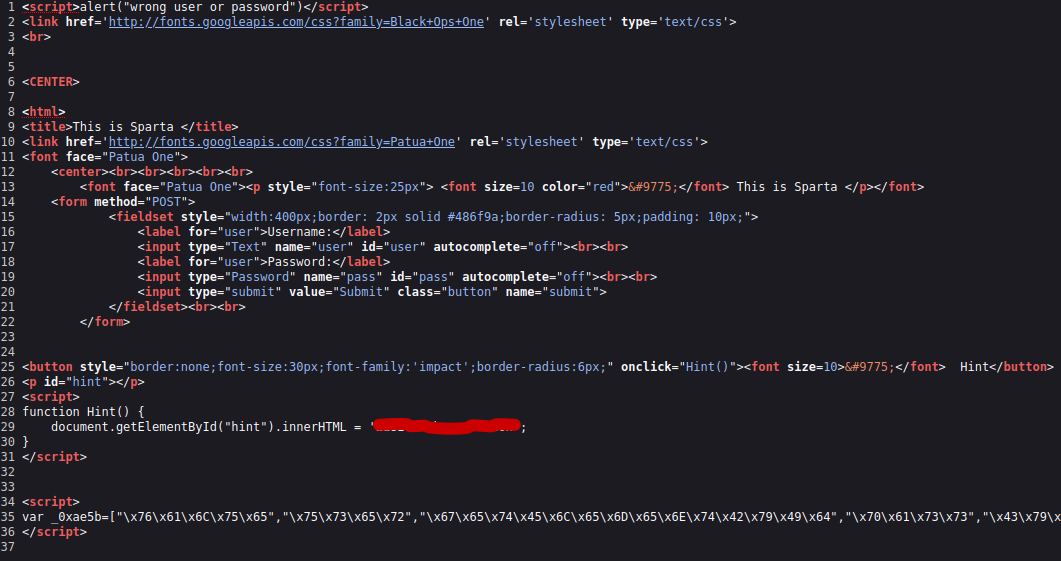 1 <script>alert("wrong user or password")</script>
2 <link href='http://fonts.googleapis.com/css?family=Black+Ops+One' rel='stylesheet' type='text/css'>
3 <br>
4
5
6 <CENTER>
7
8 <html>
9 <title>This is Sparta </title>
10 <link href='http://fonts.googleapis.com/css?family=Patua+One' rel='stylesheet' type='text/css'>
11 <font face="Patua One">
12     <center><br><br><br><br><br>
13         <font face="Patua One"><p style="font-size:25px"> <font size=10 color="red">&#9775;</font> This is Sparta </p></font>
14     <form method="POST">
15             <fieldset style="width:400px;border: 2px solid #486f9a;border-radius: 5px;padding: 10px;">
16                 <label for="user">Username:</label>
17                 <input type="Text" name="user" id="user" autocomplete="off"><br><br>
18                 <label for="user">Password:</label>
19                 <input type="Password" name="pass" id="pass" autocomplete="off"><br><br>
20                 <input type="submit" value="Submit" class="button" name="submit">
21             </fieldset><br><br>
22         </form>
23
24
25 <button style="border:none;font-size:30px;font-family:'impact';border-radius:6px;" onclick="Hint()"><font size=10>&#9775;</font>  Hint</button>
26 <p id="hint"></p>
27 <script>
28 function Hint() {
29     document.getElementById("hint").innerHTML = ' ;
30 }
31 </script>
32
33
34 <script>
35 var _0xae5b=["\x76\x61\x6C\x75\x65","\x75\x73\x65\x72","\x67\x65\x74\x45\x6C\x65\x6D\x65\x6E\x74\x42\x79\x49\x64","\x70\x61\x73\x73","\x43\x79\x
36 </script>
37